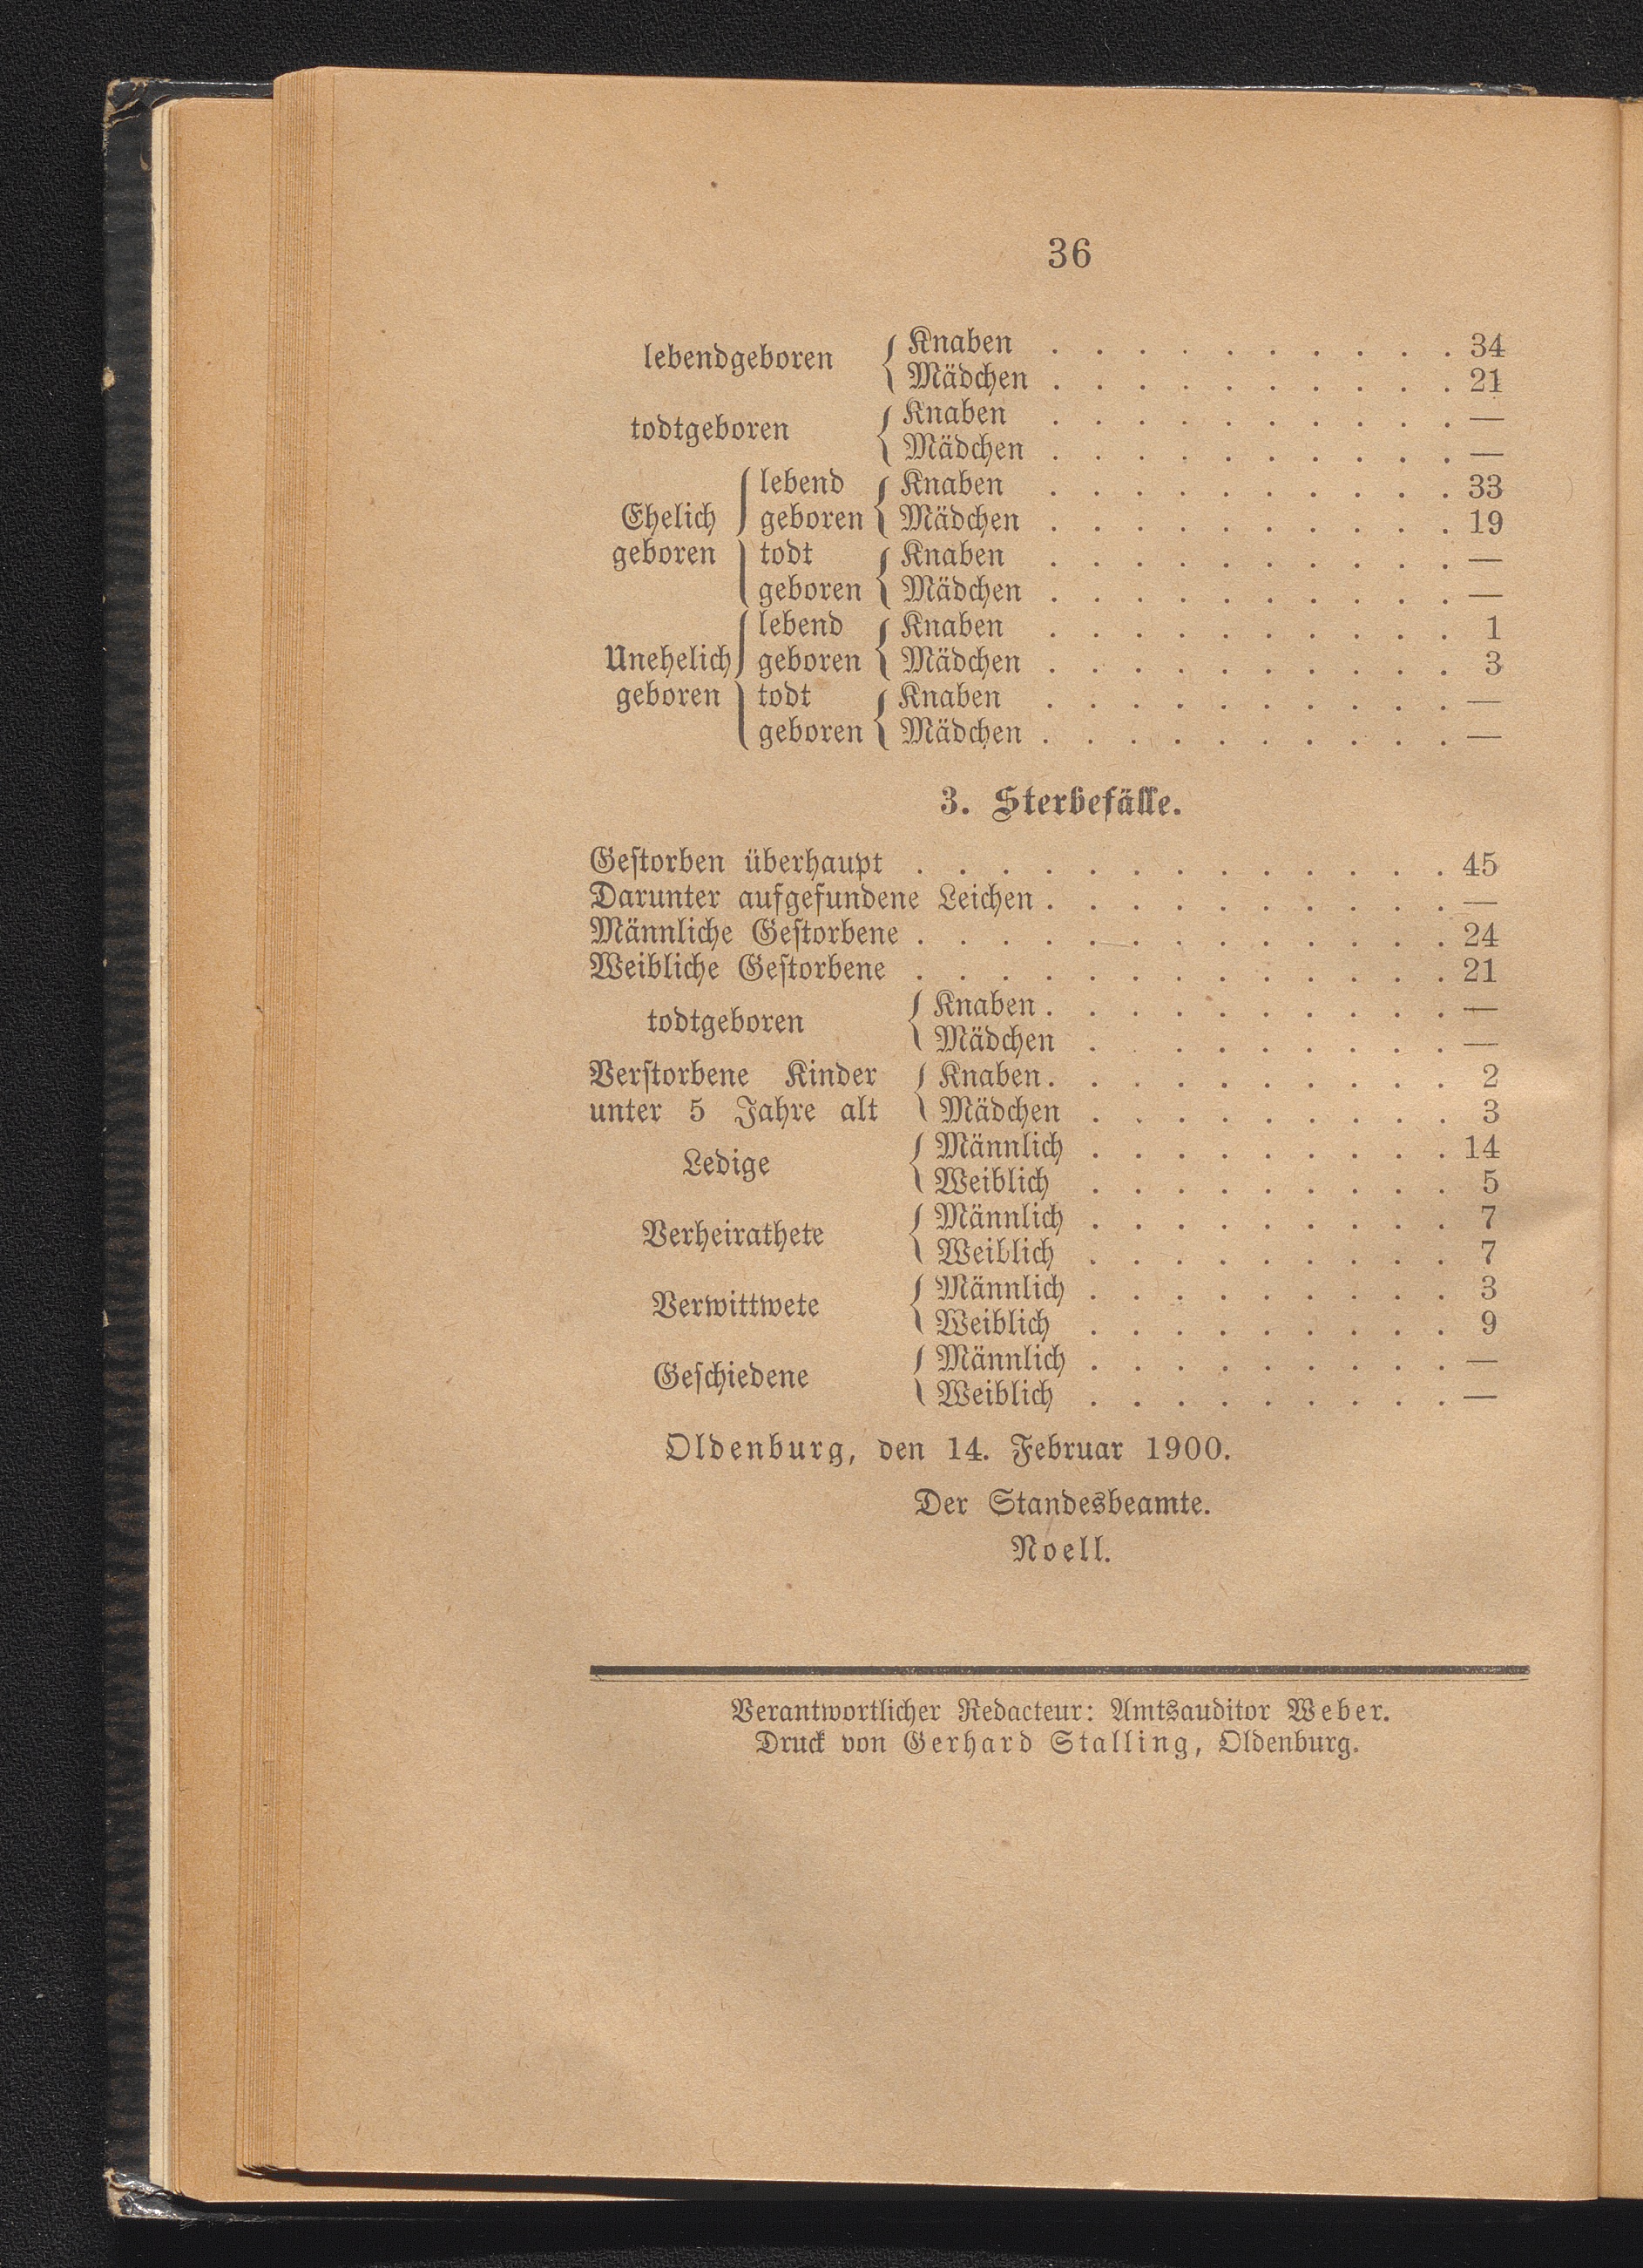 36
lebendgeboren { Knaben . . . . . . . . . . 34
Mädchen . . . . . . . . . . 21
todtgeboren { Knaben . . . . . . . . . . —
Mädchen . . . . . . . . . . —
Ehelich geboren { lebend geboren { Knaben . . . . . . . . . . 33
Mädchen . . . . . . . . . . 19
todt geboren { Knaben . . . . . . . . . . —
Mädchen . . . . . . . . . . —
Unehelich geboren { lebend geboren { Knaben . . . . . . . . . . 1
Mädchen . . . . . . . . . . 3
todt geboren { Knaben . . . . . . . . . . —
Mädchen . . . . . . . . . . —
3. Sterbefälle.
Gestorben überhaupt . . . . . . . . . . . . . 45
Darunter aufgefundene Leichen . . . . . . . . . . —
Männliche Gestorbene . . . . . . . . . . . . . 24
Weibliche Gestorbene . . . . . . . . . . . . . 21
todtgeboren { Knaben . . . . . . . . . . —
Mädchen . . . . . . . . . —
Verstorbene Kinder { Knaben . . . . . . . . . . 2
unter 5 Jahre alt Mädchen . . . . . . . . . 3
Ledige { Männlich . . . . . . . . . 14
Weiblich . . . . . . . . . 5
Verheirathete { Männlich . . . . . . . . . 7
Weiblich . . . . . . . . . 7
Verwittwete { Männlich . . . . . . . . . 3
Weiblich . . . . . . . . . 9
Geschiedene { Männlich . . . . . . . . . —
Weiblich . . . . . . . . . —
Oldenburg, den 14. Februar 1900.
Der Standesbeamte.
Noell.
Verantwortlicher Redacteur: Amtsauditor Weber.
Druck von Gerhard Stalling, Oldenburg.